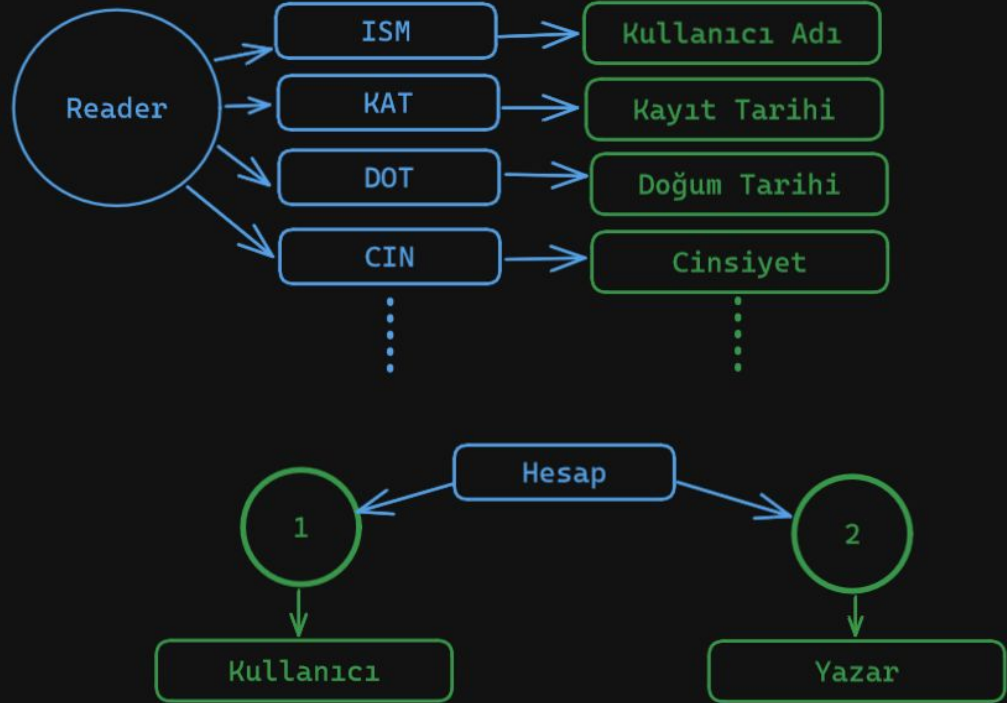 Reader
ISM
Kullanıcı Adı
KAT
Kayıt Tarihi
DOT
Doğum Tarihi
CIN
Cinsiyet
Hesap
1
2
Kullanıcı
Yazar